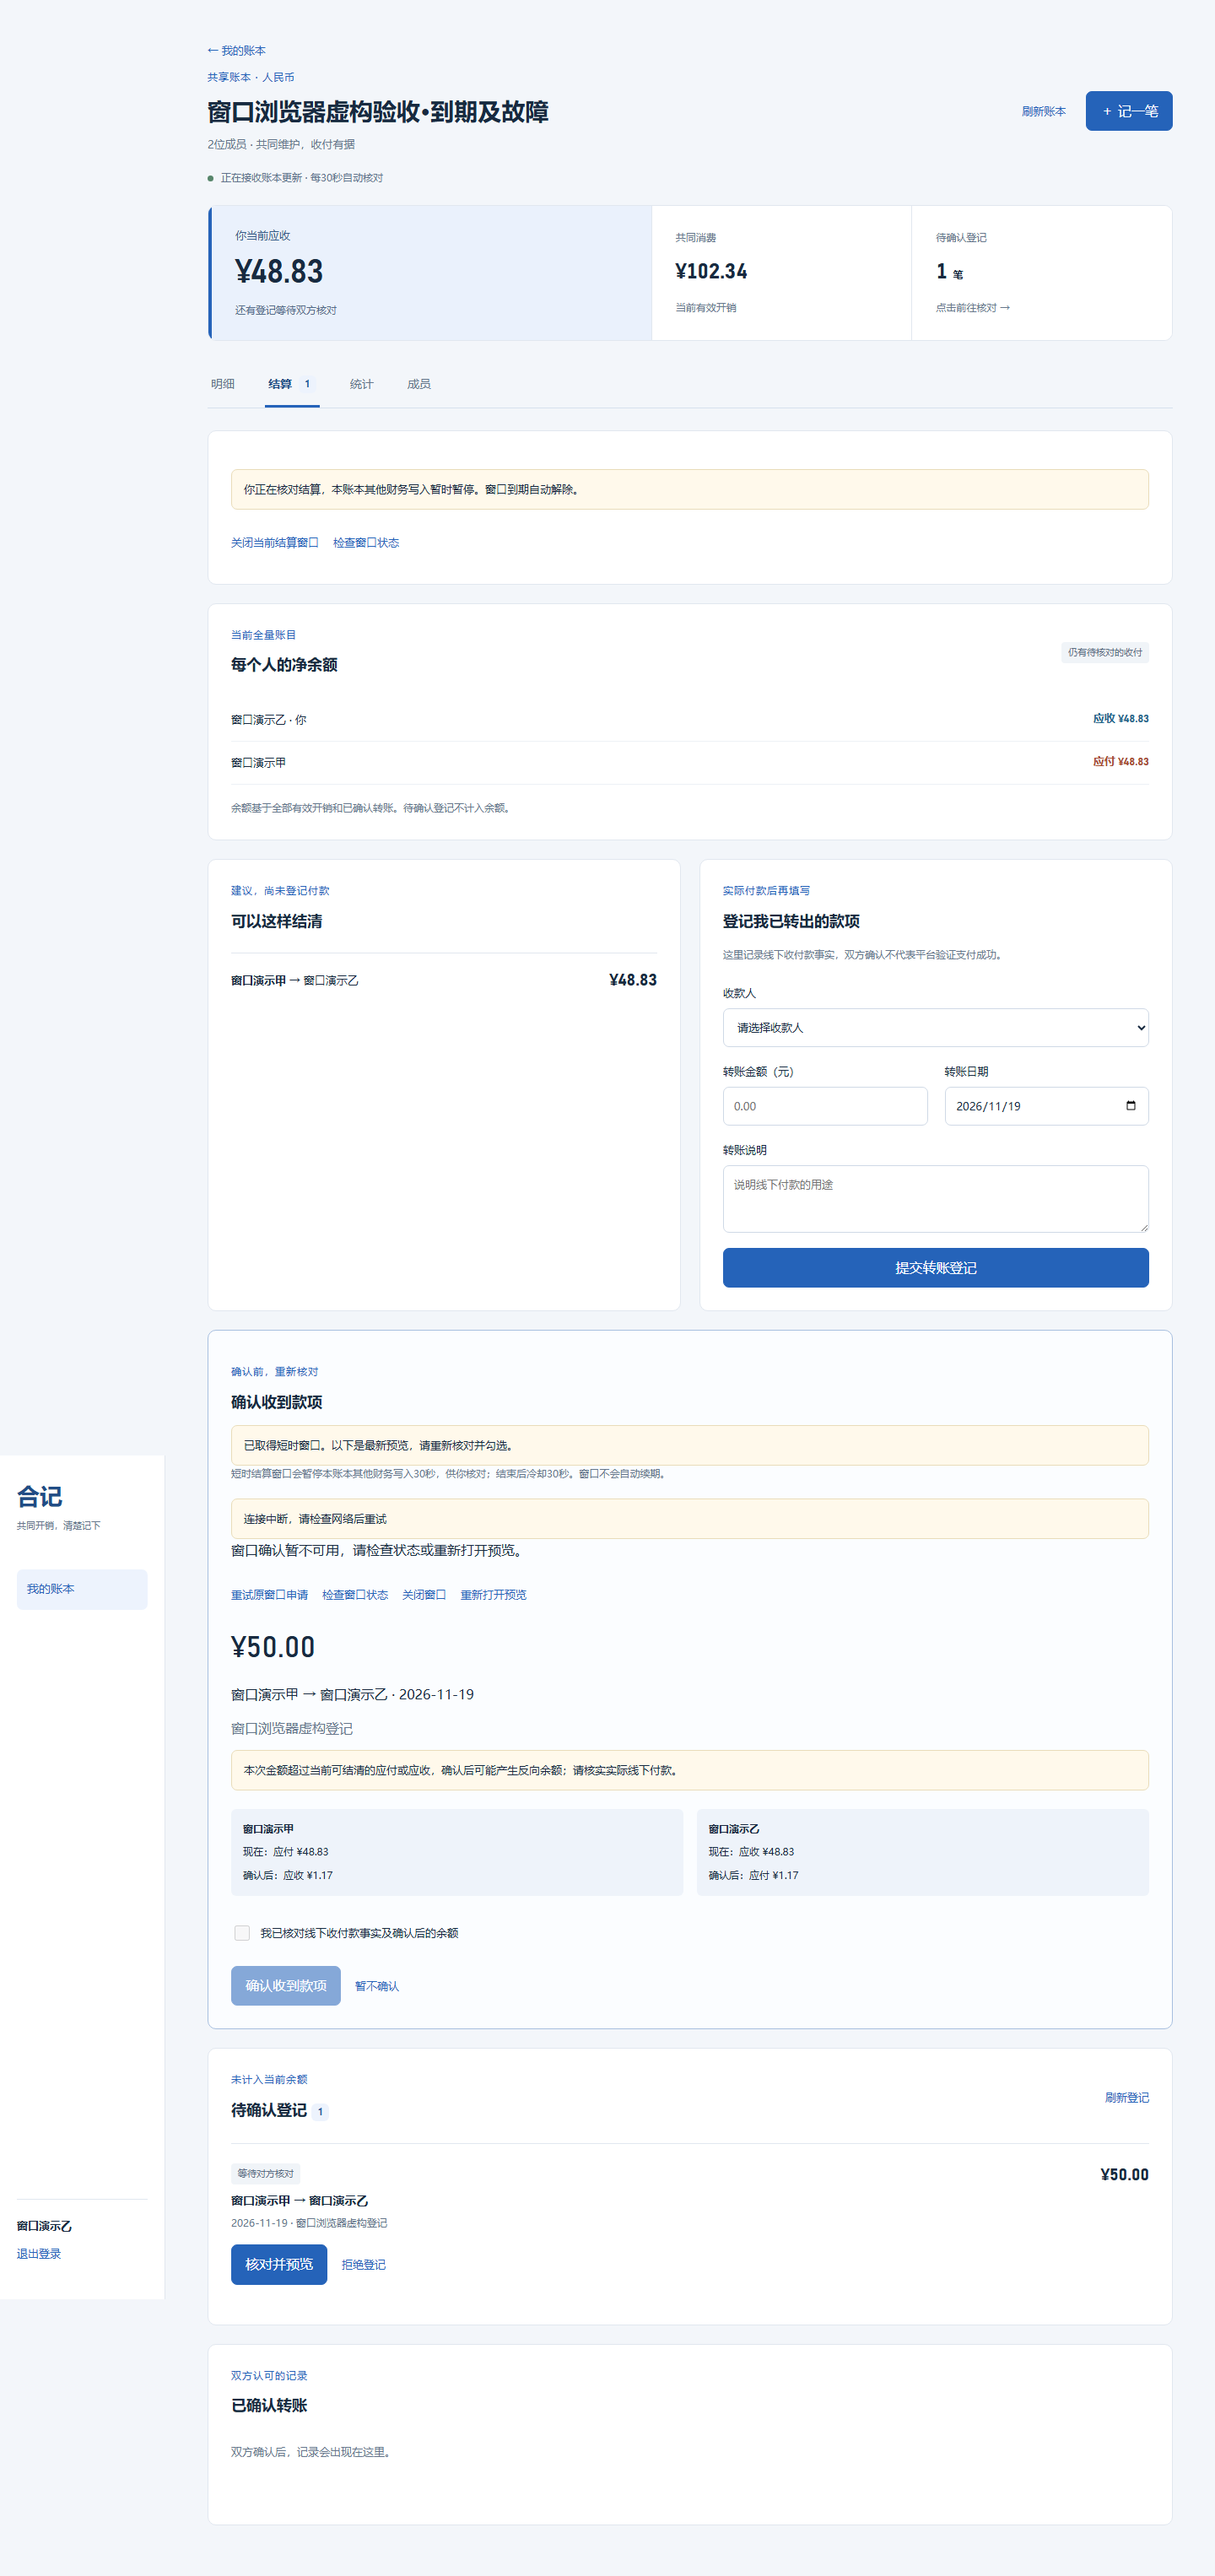 ← 我的账本
共享账本 · 人民币
窗口浏览器虚构验收·到期及故障
刷新账本
+ 记一笔
2位成员 · 共同维护，收付有据
正在接收账本更新 · 每30秒自动核对
你当前应收
¥48.83
还有登记等待双方核对
共同消费
¥102.34
当前有效开销
待确认登记
1 笔
点击前往核对 →
明细
结算 1
统计
成员
你正在核对结算，本账本其他财务写入暂时暂停。窗口到期自动解除。
关闭当前结算窗口
检查窗口状态
当前全量账目
每个人的净余额
仍有待核对的收付
窗口演示乙 · 你
应收 ¥48.83
窗口演示甲
应付 ¥48.83
余额基于全部有效开销和已确认转账。待确认登记不计入余额。
建议，尚未登记付款
可以这样结清
窗口演示甲 → 窗口演示乙
¥48.83
实际付款后再填写
登记我已转出的款项
这里记录线下收付款事实，双方确认不代表平台验证支付成功。
收款人
请选择收款人
转账金额（元）
转账日期
0.00
2026/11/19
转账说明
说明线下付款的用途
提交转账登记
确认前，重新核对
确认收到款项
已取得短时窗口。以下是最新预览，请重新核对并勾选。
短时结算窗口会暂停本账本其他财务写入30秒，供你核对；结束后冷却30秒。窗口不会自动续期。
连接中断，请检查网络后重试
窗口确认暂不可用，请检查状态或重新打开预览。
重试原窗口申请
检查窗口状态
关闭窗口
重新打开预览
¥50.00
窗口演示甲 → 窗口演示乙 · 2026-11-19
窗口浏览器虚构登记
本次金额超过当前可结清的应付或应收，确认后可能产生反向余额；请核实实际线下付款。
窗口演示甲
现在：应付 ¥48.83
确认后：应收 ¥1.17
窗口演示乙
现在：应收 ¥48.83
确认后：应付 ¥1.17
我已核对线下收付款事实及确认后的余额
确认收到款项
暂不确认
未计入当前余额
待确认登记 1
刷新登记
等待对方核对
¥50.00
窗口演示甲 → 窗口演示乙
2026-11-19 · 窗口浏览器虚构登记
核对并预览
拒绝登记
双方认可的记录
已确认转账
双方确认后，记录会出现在这里。
合记
共同开销，清楚记下
我的账本
窗口演示乙
退出登录